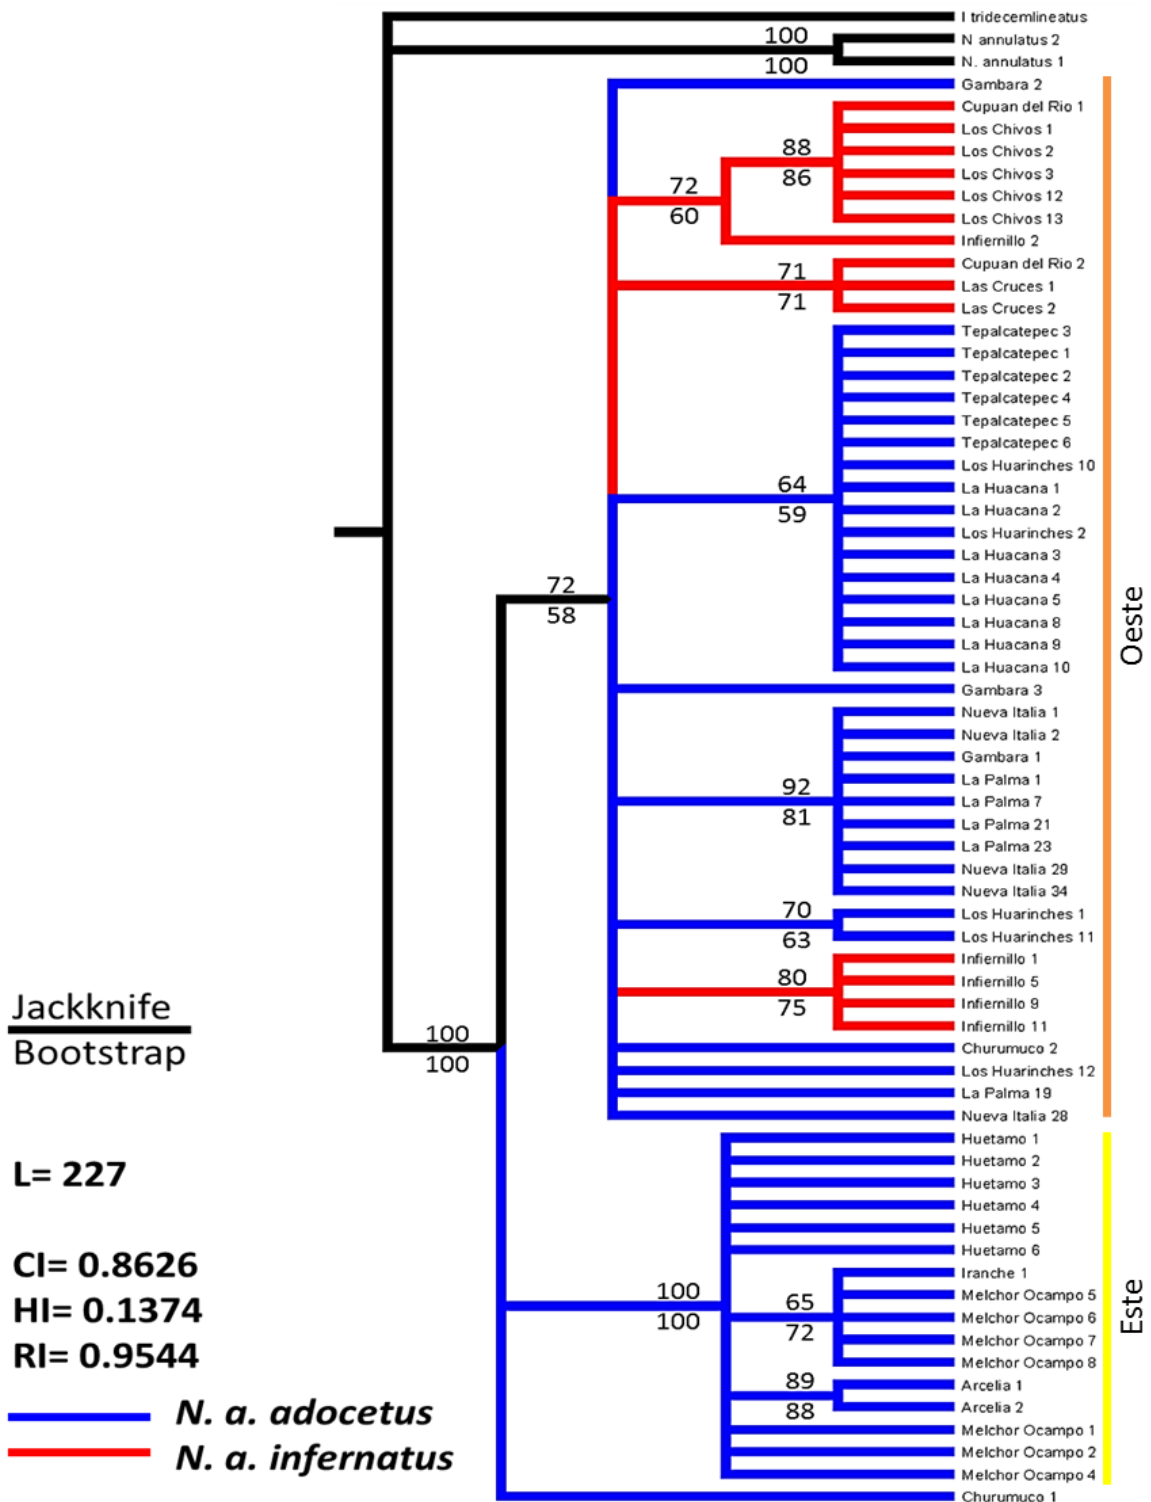 I tridecemlineatus
100
N annulatus 2
100
N. annulatus 1
Gambara 2
Cupuan del Rio 1
Los Chivos 1
88
Los Chivos 2
86
Los Chivos 3
72
Los Chivos 12
60
Los Chivos 13
Infiernillo 2
71
Cupuan del Rio 2
Las Cruces 1
71
Las Cruces 2
Tepalcatepec 3
Tepalcatepec 1
Tepalcatepec 2
Tepalcatepec 4
Tepalcatepec 5
Tepalcatepec 6
Los Huarinches 10
64
La Huacana 1
59
La Huacana 2
Los Huarinches 2
La Huacana 3
La Huacana 4
72
La Huacana 5
58
La Huacana 8
La Huacana 9
La Huacana 10
Oeste
Gambara 3
Nueva Italia 1
Nueva Italia 2
Gambara 1
92
La Palma 1
La Palma 7
81
La Palma 21
La Palma 23
Nueva Italia 29
Nueva Italia 34
70
Los Huarinches 1
63
Los Huarinches 11
Infiernillo 1
80
Infiernillo 5
75
Infiernillo 9
Infiernillo 11
Jackknife
Bootstrap
100
100
Churumuco 2
Los Huarinches 12
La Palma 19
Nueva Italia 28
Huetamo 1
Huetamo 2
Huetamo 3
Huetamo 4
Huetamo 5
Huetamo 6
Iranche 1
100
100
65
72
Melchor Ocampo 5
Melchor Ocampo 6
Melchor Ocampo 7
Melchor Ocampo 8
Este
89
88
Arcelia 1
Arcelia 2
Melchor Ocampo 1
Melchor Ocampo 2
Melchor Ocampo 4
Churumuco 1
L= 227
CI= 0.8626
HI= 0.1374
RI= 0.9544
N. a. adocetus
N. a. infernatus